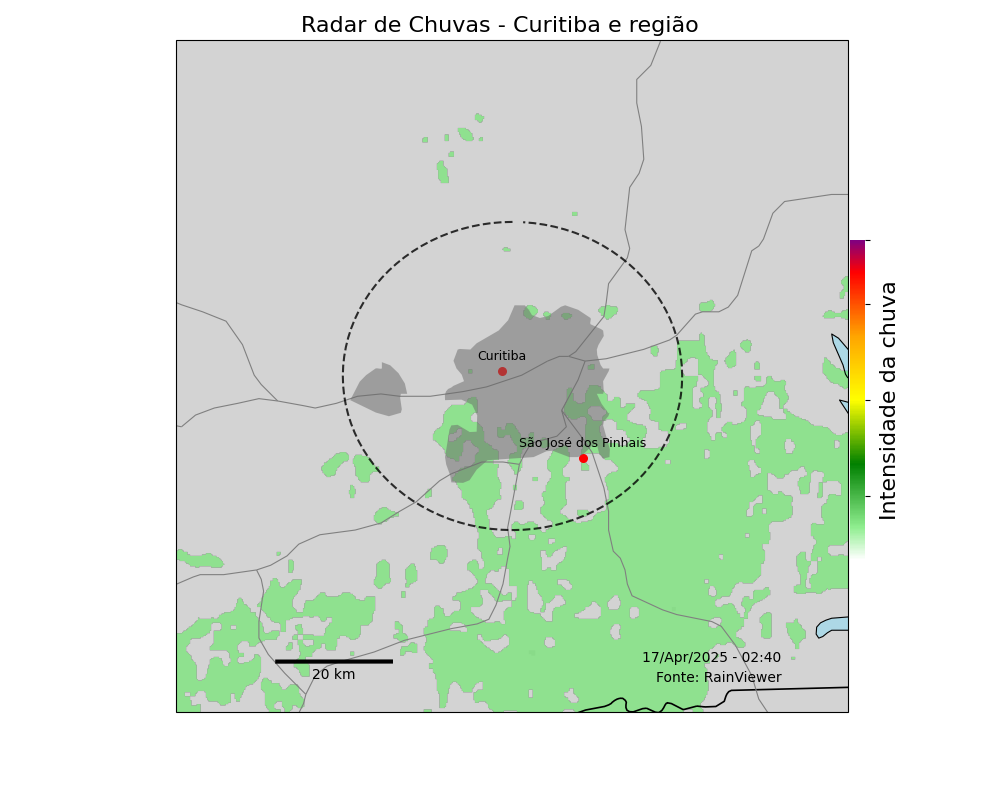 Radar de Chuvas - Curitiba e região
Curitiba
São José dos Pinhais
Intensidade da chuva
17/Apr/2025 - 02:40
20 km
Fonte: RainViewer